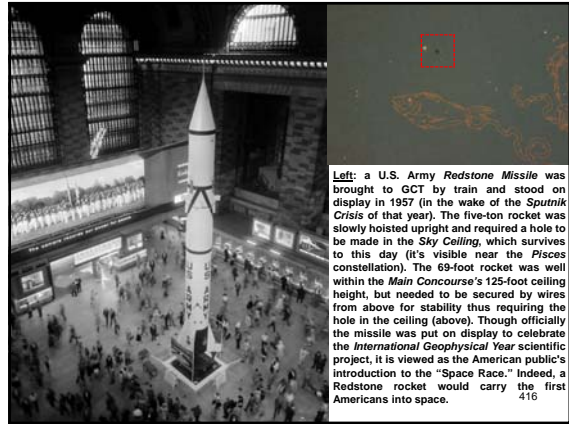 U.S. ARMY
Left: a U.S. Army Redstone Missile was
brought to GCT by train and stood on
display in 1957 (in the wake of the Sputnik
Crisis of that year). The five-ton rocket was
slowly hoisted upright and required a hole to
be made in the Sky Ceiling, which survives
to this day (it's visible near the Pisces
constellation). The 69-foot rocket was well
within the Main Concourse's 125-foot ceiling
height, but needed to be secured by wires
from above for stability thus requiring the
hole in the ceiling (above). Though officially
the missile was put on display to celebrate
the International Geophysical Year scientific
project, it is viewed as the American public's
introduction to the “Space Race.” Indeed, a
Redstone rocket would carry the first
Americans into space.
416